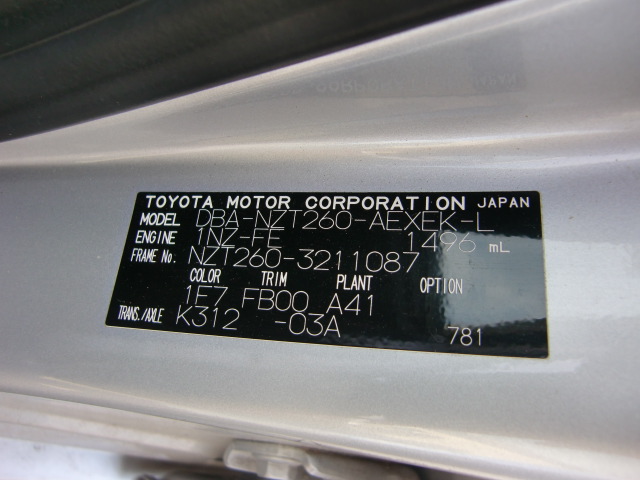 TOYOTA MOTOR CORPORATION JAPAN
MODEL DBA-NZT260-AEXEK-L
ENGINE 1NZ-FE 1496 mL
FRAME No. NZT260-3211087
COLOR TRIM PLANT OPTION
1F7 FB00 A41
TRANS./AXLE K312 -03A
781